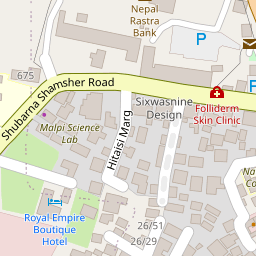 Nepal
Rastra
Bank
P
675
Shubarna Shamsher Road
P
Sixwasnine
Design
Folliderm
Skin Clinic
Malpi Science
Lab
Hitaisi Marg
Na
Royal Empire
Boutique
Hotel
26/51
26/29